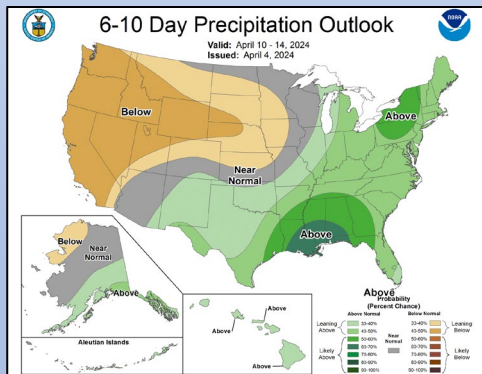 6-10 Day Precipitation Outlook
Valid: April 10 - 14, 2024
Issued: April 4, 2024
NOAA
Below
Above
Near
Normal
Above
Below
Near
Normal
Above
Aleutian Islands
Above
Above
Above
Above
Probability
(Percent Chance)
Above Normal
Below Normal
Leaning
Above
Likely
Above
33-40%
40-50%
50-60%
60-70%
70-80%
80-90%
90-100%
Near
Normal
33-40%
40-50%
50-60%
60-70%
70-80%
80-90%
90-100%
Leaning
Below
Likely
Below